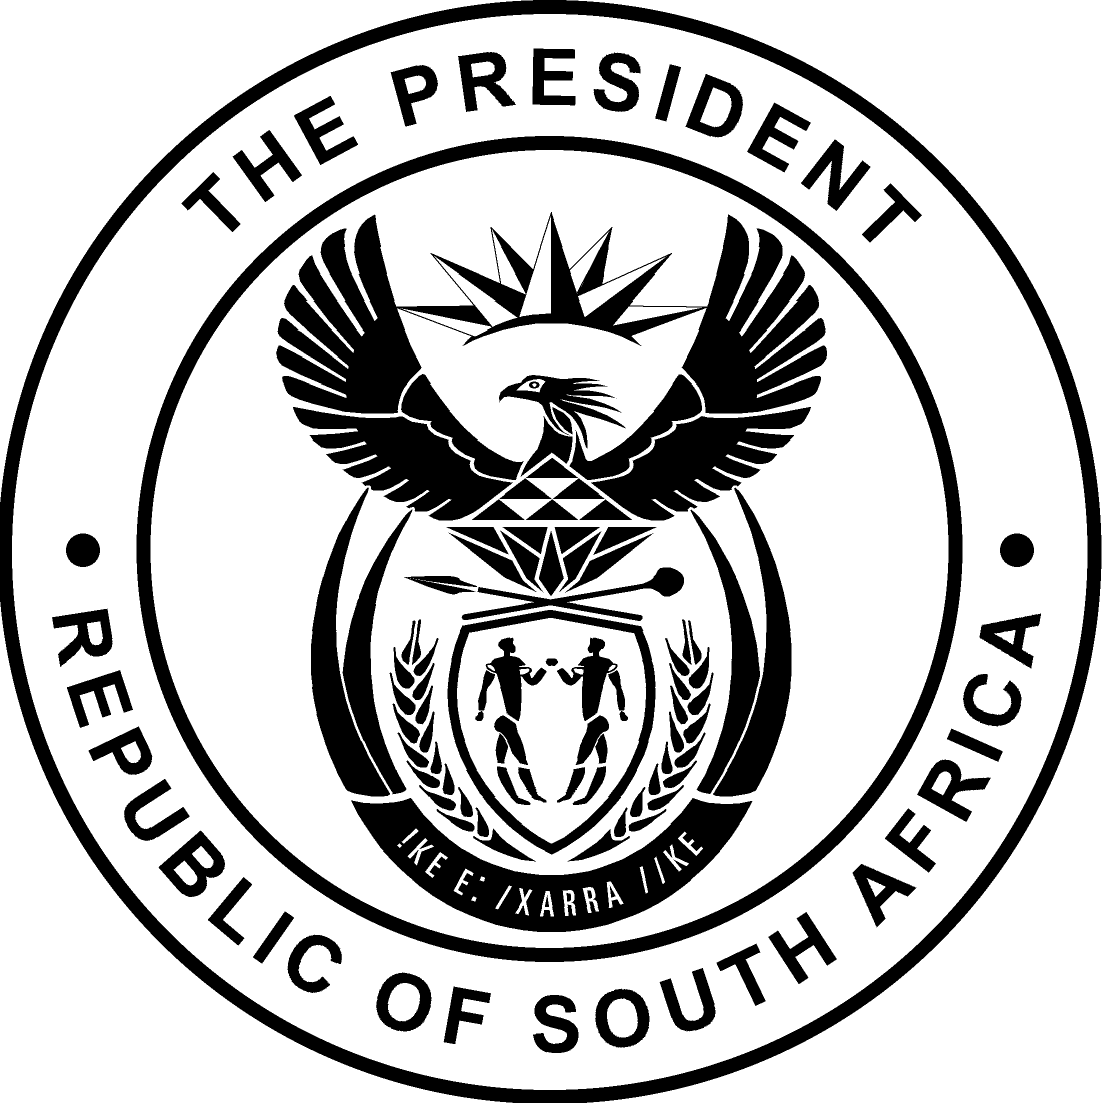 THE PRESIDENT
!KE E: /XARRA //KE
REPUBLIC OF SOUTH AFRICA